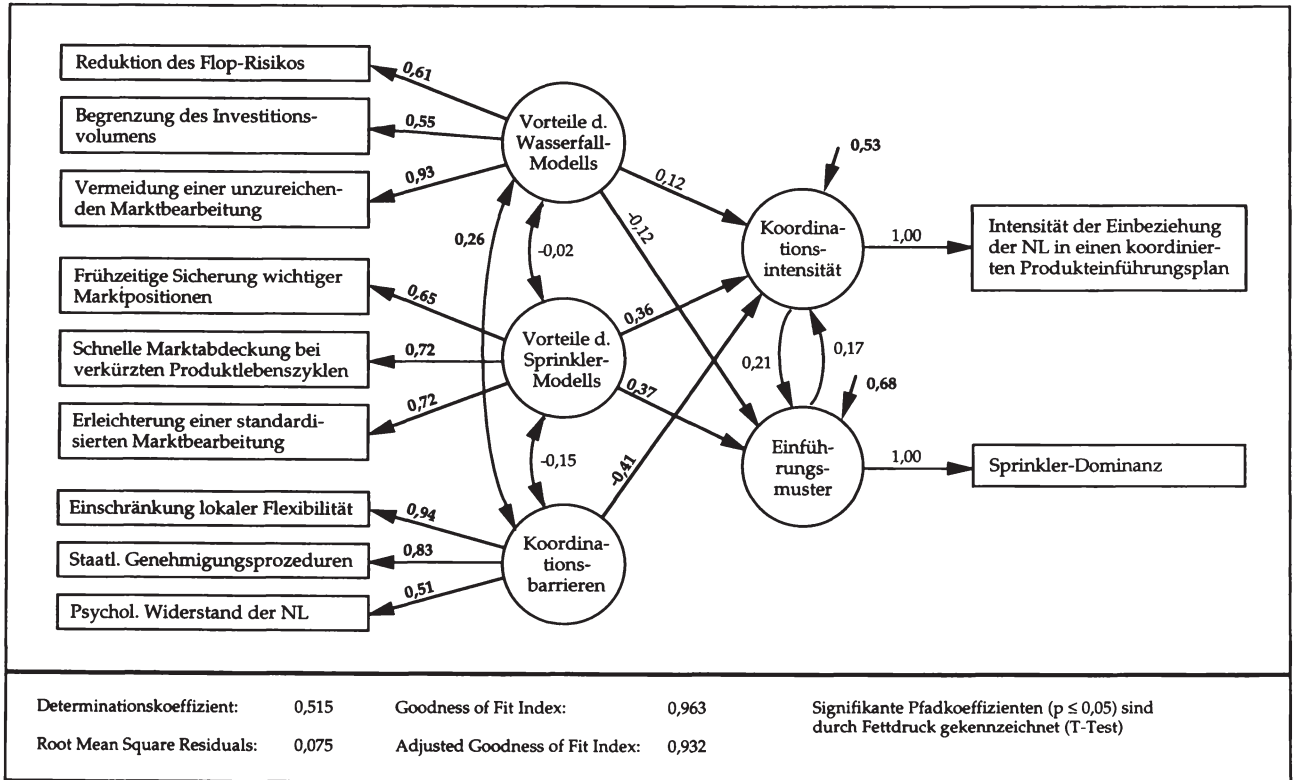 Reduktion des Flop-Risikos
0,61
Begrenzung des Investitions-
volumens
0,55
Vermeidung einer unzureichen-
den Marktbearbeitung
0,93
Frühzeitige Sicherung wichtiger
Marktpositionen
0,65
Schnelle Marktabdeckung bei
verkürzten Produktlebenszyklen
0,72
Erleichterung einer standardi-
sierten Marktbearbeitung
0,72
Einschränkung lokaler Flexibilität
0,94
Staatl. Genehmigungsprozeduren
0,83
Psychol. Widerstand der NL
0,51
Vorteile d.
Wasserfall-
Modells
0,26
-0,02
Vorteile d.
Sprinkler-
Modells
-0,15
Koordina-
tions-
barrieren
0,12
-0,12
0,36
0,37
-0,41
0,53
Koordina-
tions-
intensität
0,21
0,17
0,68
Einfüh-
rungs-
muster
1,00
Intensität der Einbeziehung
der NL in einen koordinier-
ten Produkteinführungsplan
1,00
Sprinkler-Dominanz
Determinationskoeffizient: 0,515
Root Mean Square Residuals: 0,075
Goodness of Fit Index: 0,963
Adjusted Goodness of Fit Index: 0,932
Signifikante Pfadkoeffizienten (p ≤ 0,05) sind
durch Fettdruck gekennzeichnet (T-Test)